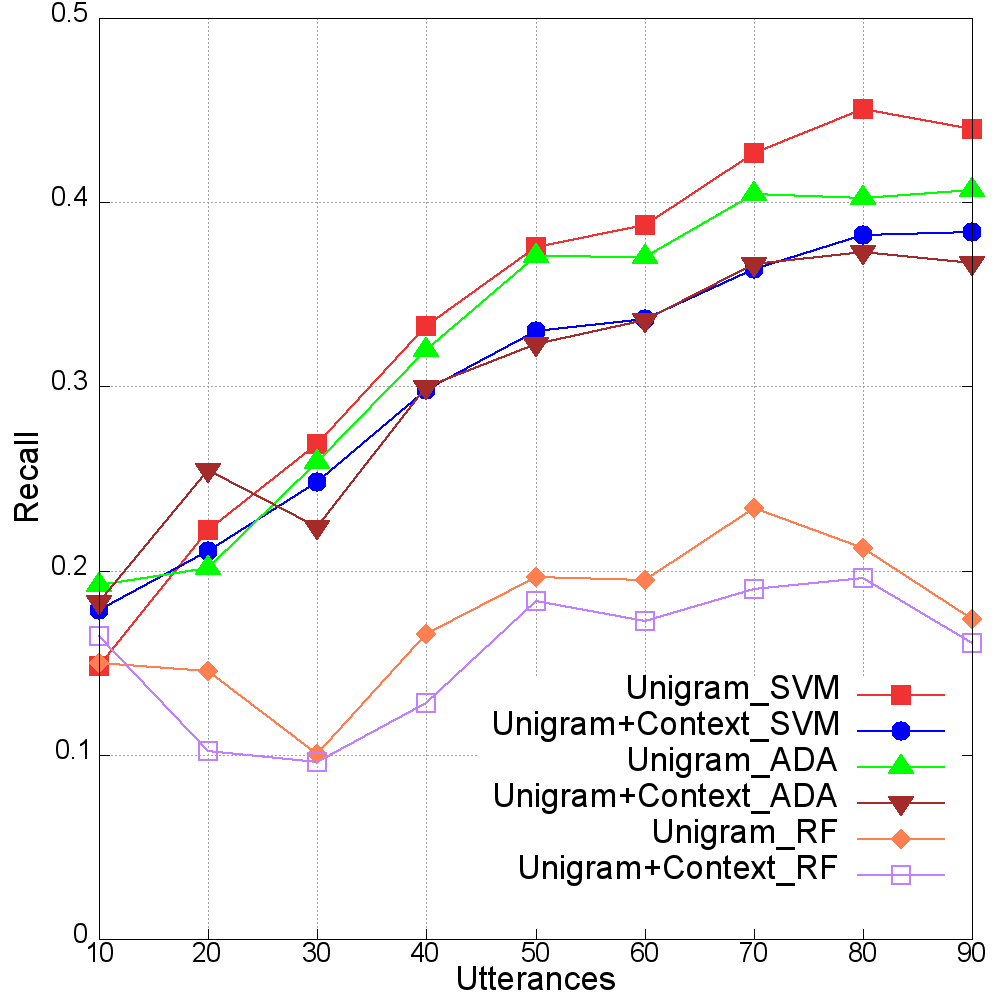 0.5
0.4
0.3
0.2
0.1
0
Recall
Unigram_SVM
Unigram+Context_SVM
Unigram_ADA
Unigram+Context_ADA
Unigram_RF
Unigram+Context_RF
10 20 30 40 50 60 70 80 90
Utterances